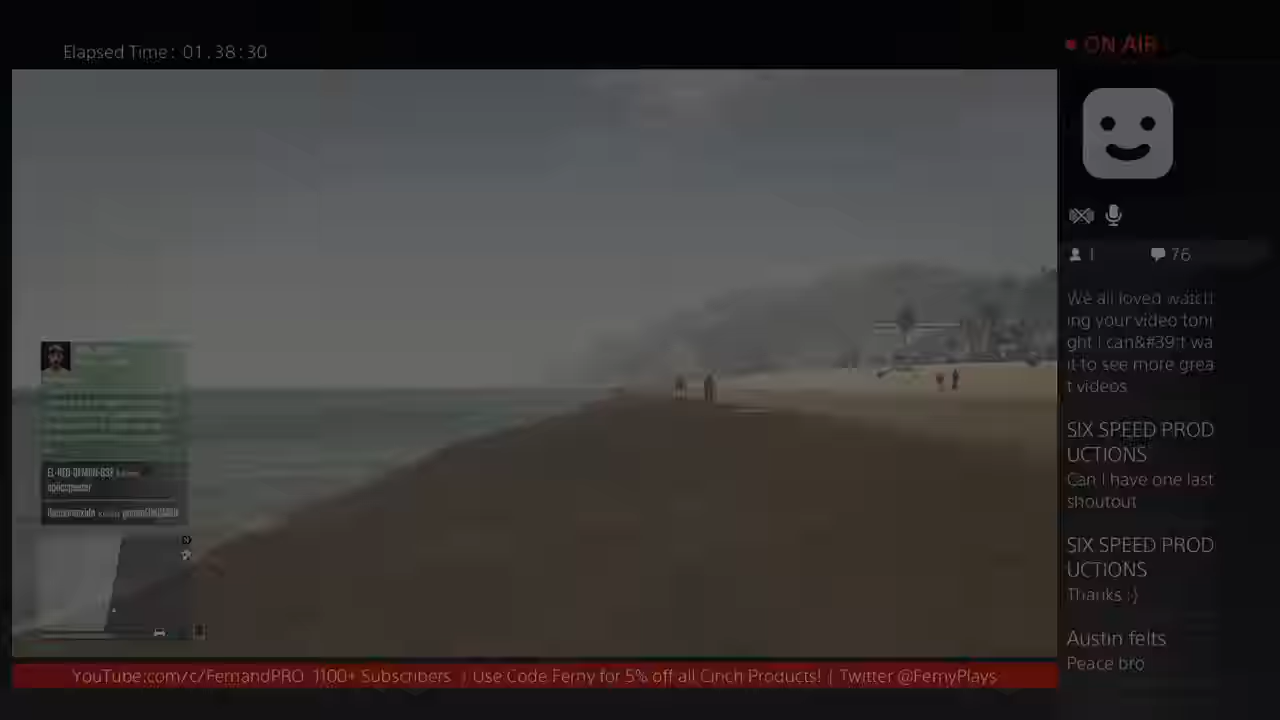 Elapsed Time: 01.38:30
ON AIR
1
76
We all loved watch
ing your video toni
ght I can&#39;t wa
it to see more grea
t videos
SIX SPEED PROD
UCTIONS
Can I have one last
shoutout
SIX SPEED PROD
UCTIONS
Thanks :)
Austin felts
Peace bro
N
YouTube.com/c/FernandPRO 1100+ Subscribers | Use Code Ferny for 5% off all Cinch Products! | Twitter @FernyPlays